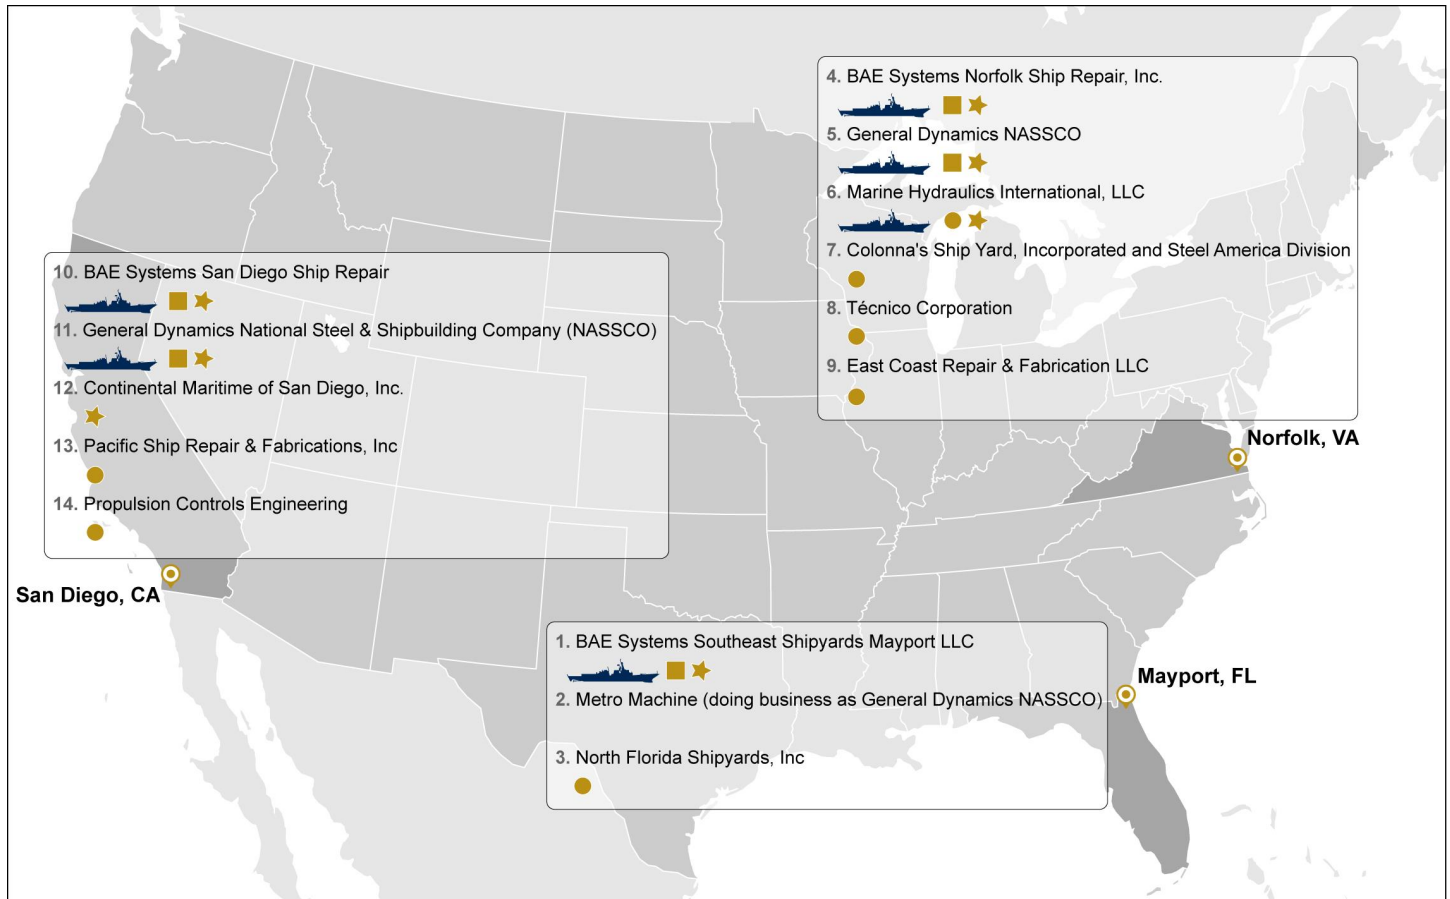 4. BAE Systems Norfolk Ship Repair, Inc.
5. General Dynamics NASSCO
6. Marine Hydraulics International, LLC
7. Colonna's Ship Yard, Incorporated and Steel America Division
8. Técnico Corporation
9. East Coast Repair & Fabrication LLC
Norfolk, VA
10. BAE Systems San Diego Ship Repair
11. General Dynamics National Steel & Shipbuilding Company (NASSCO)
12. Continental Maritime of San Diego, Inc.
13. Pacific Ship Repair & Fabrications, Inc
14. Propulsion Controls Engineering
San Diego, CA
1. BAE Systems Southeast Shipyards Mayport LLC
2. Metro Machine (doing business as General Dynamics NASSCO)
3. North Florida Shipyards, Inc
Mayport, FL